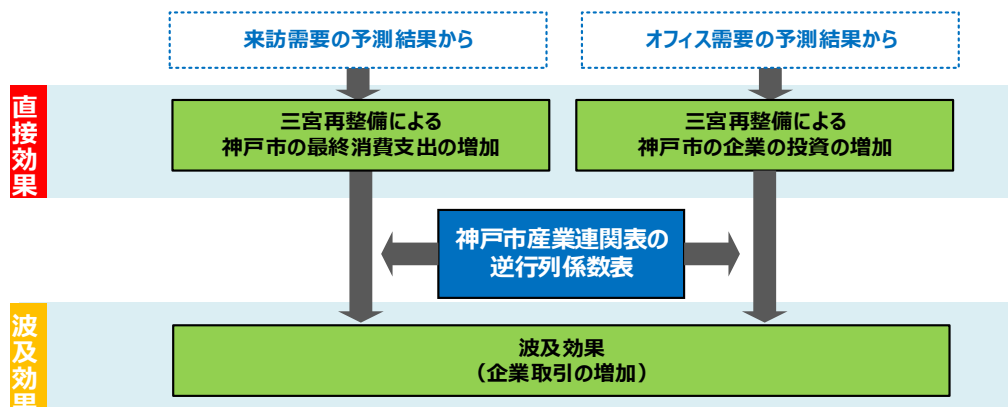 来訪需要の予測結果から
オフィス需要の予測結果から
直接効果
三宮再整備による
神戸市の最終消費支出の増加
三宮再整備による
神戸市の企業の投資の増加
神戸市産業連関表の
逆行列係数表
波及効果
波及効果
（企業取引の増加）